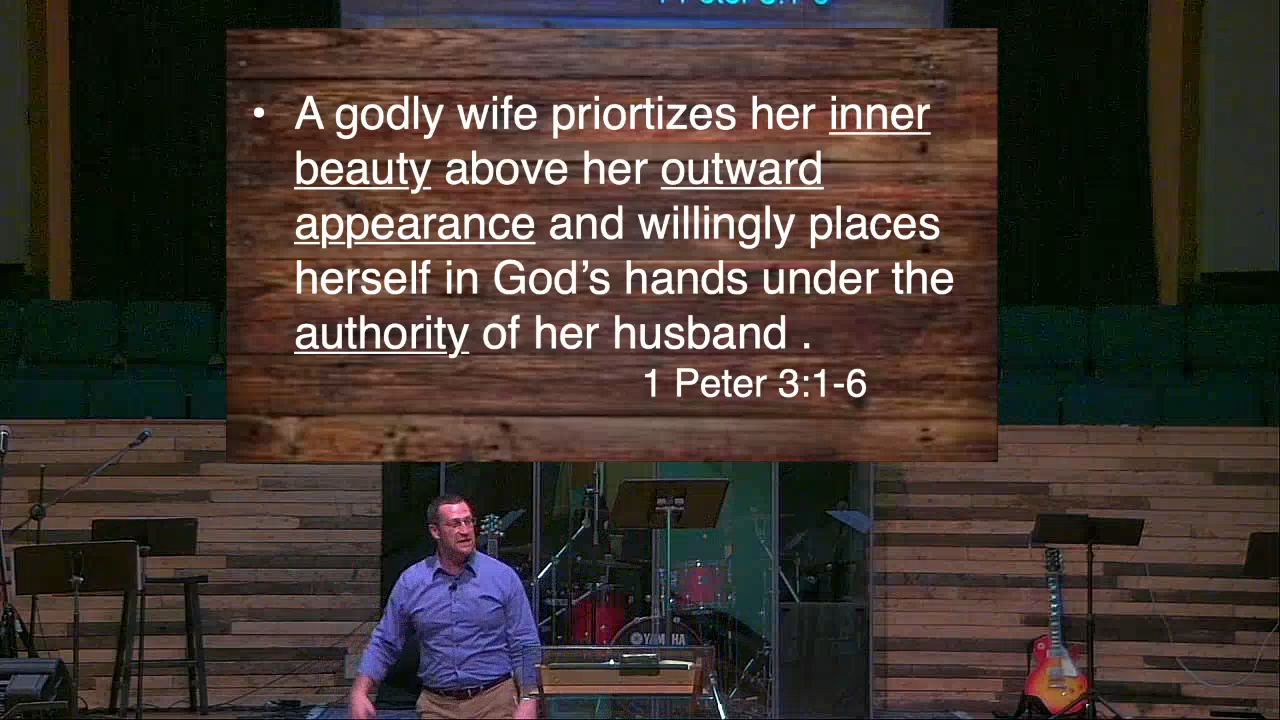 • A godly wife priortizes her inner
beauty above her outward
appearance and willingly places
herself in God’s hands under the
authority of her husband .
1 Peter 3:1-6
YAMAHA